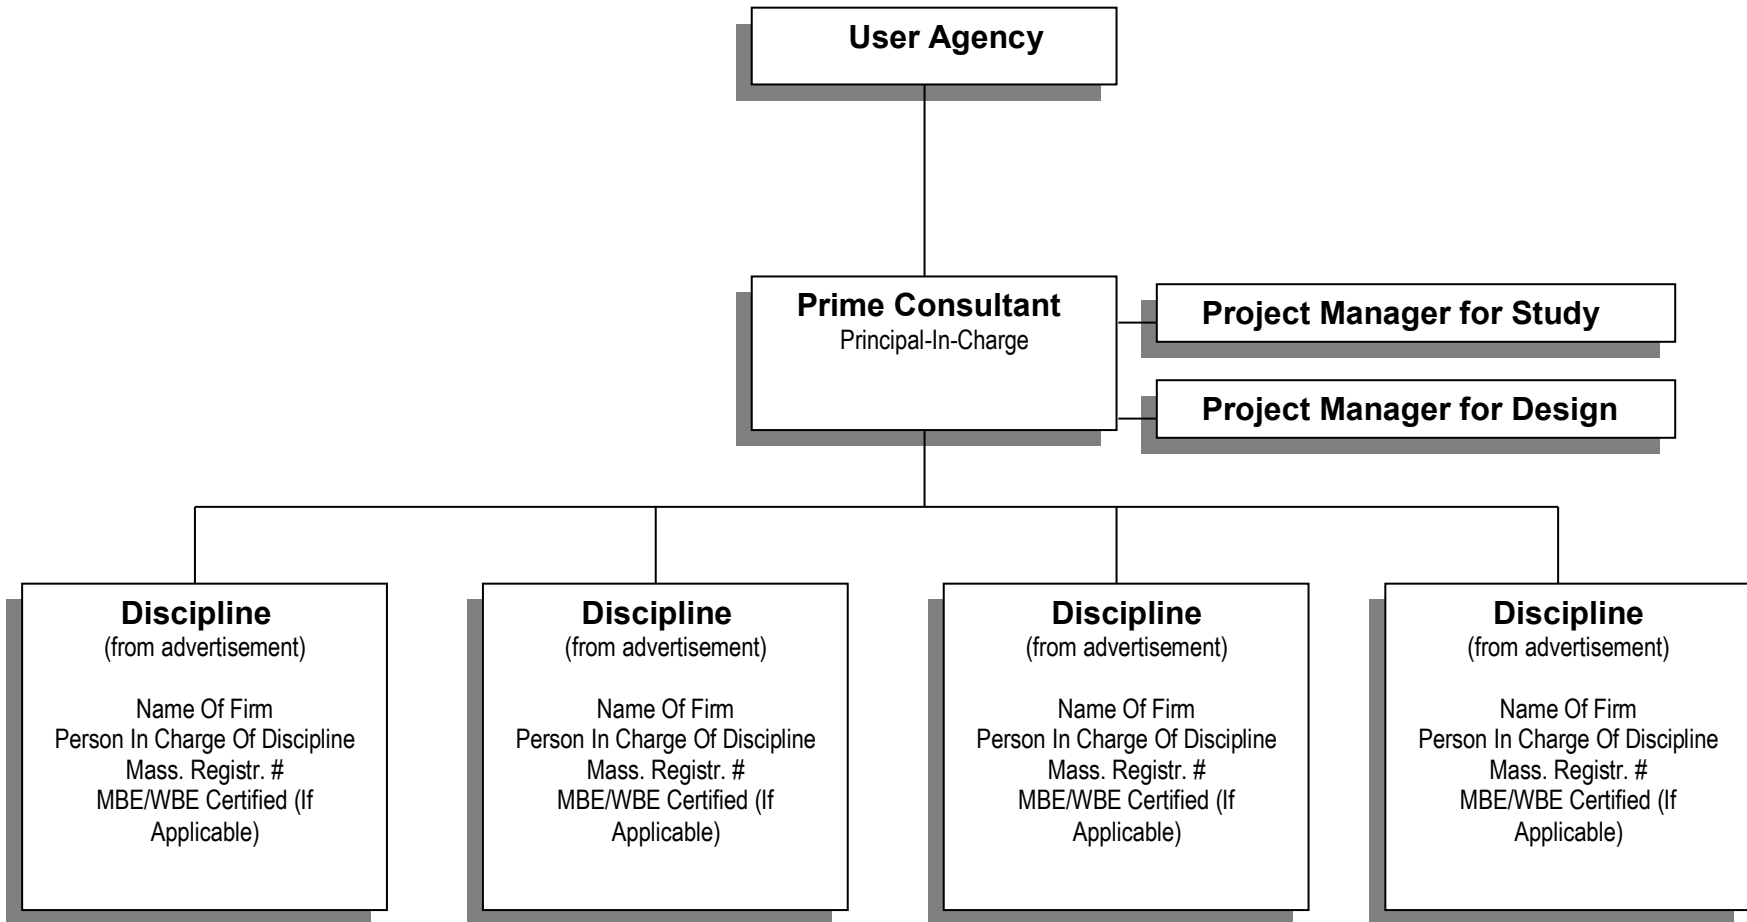 User Agency
Prime Consultant
Principal-In-Charge
Project Manager for Study
Project Manager for Design
Discipline
(from advertisement)
Name Of Firm
Person In Charge Of Discipline
Mass. Registr. #
MBE/WBE Certified (If
Applicable)
Discipline
(from advertisement)
Name Of Firm
Person In Charge Of Discipline
Mass. Registr. #
MBE/WBE Certified (If
Applicable)
Discipline
(from advertisement)
Name Of Firm
Person In Charge Of Discipline
Mass. Registr. #
MBE/WBE Certified (If
Applicable)
Discipline
(from advertisement)
Name Of Firm
Person In Charge Of Discipline
Mass. Registr. #
MBE/WBE Certified (If
Applicable)